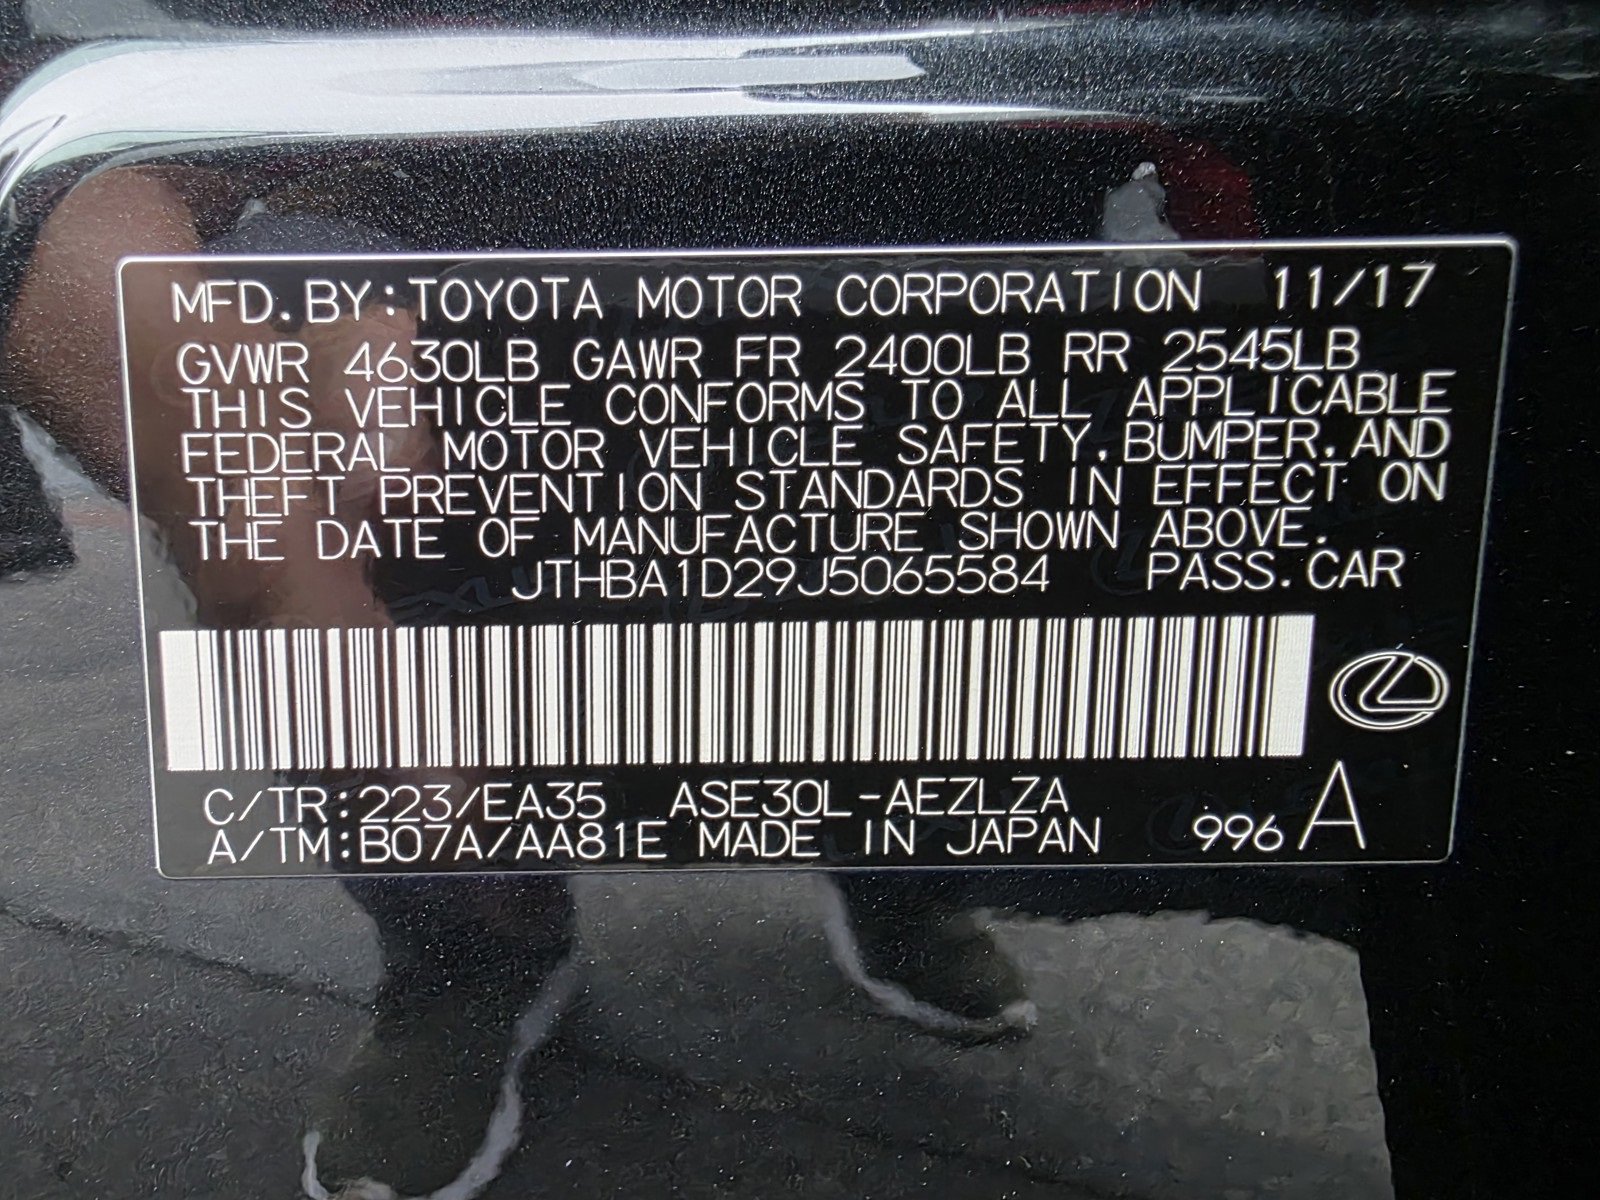 MFD.BY:TOYOTA MOTOR CORPORATION 11/17
GVWR 4630LB GAWR FR 2400LB RR 2545LB
THIS VEHICLE CONFORMS TO ALL APPLICABLE
FEDERAL MOTOR VEHICLE SAFETY,BUMPER,AND
THEFT PREVENTION STANDARDS IN EFFECT ON
THE DATE OF MANUFACTURE SHOWN ABOVE.
JTHBA1D29J5065584 PASS.CAR
C/TR:223/EA35 ASE30L-AEZLZA
A/TM:B07A/AA81E MADE IN JAPAN 996 A